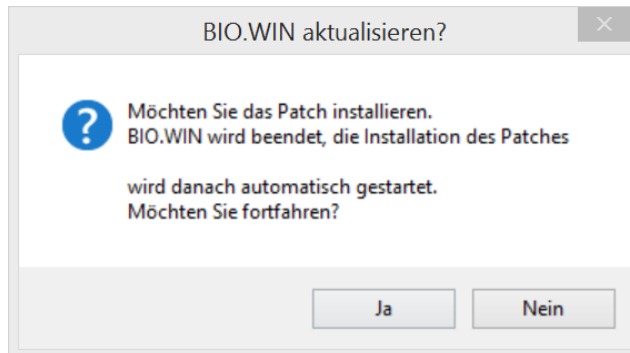 BIO.WIN aktualisieren?
Möchten Sie das Patch installieren.
BIO.WIN wird beendet, die Installation des Patches
wird danach automatisch gestartet.
Möchten Sie fortfahren?
Ja
Nein